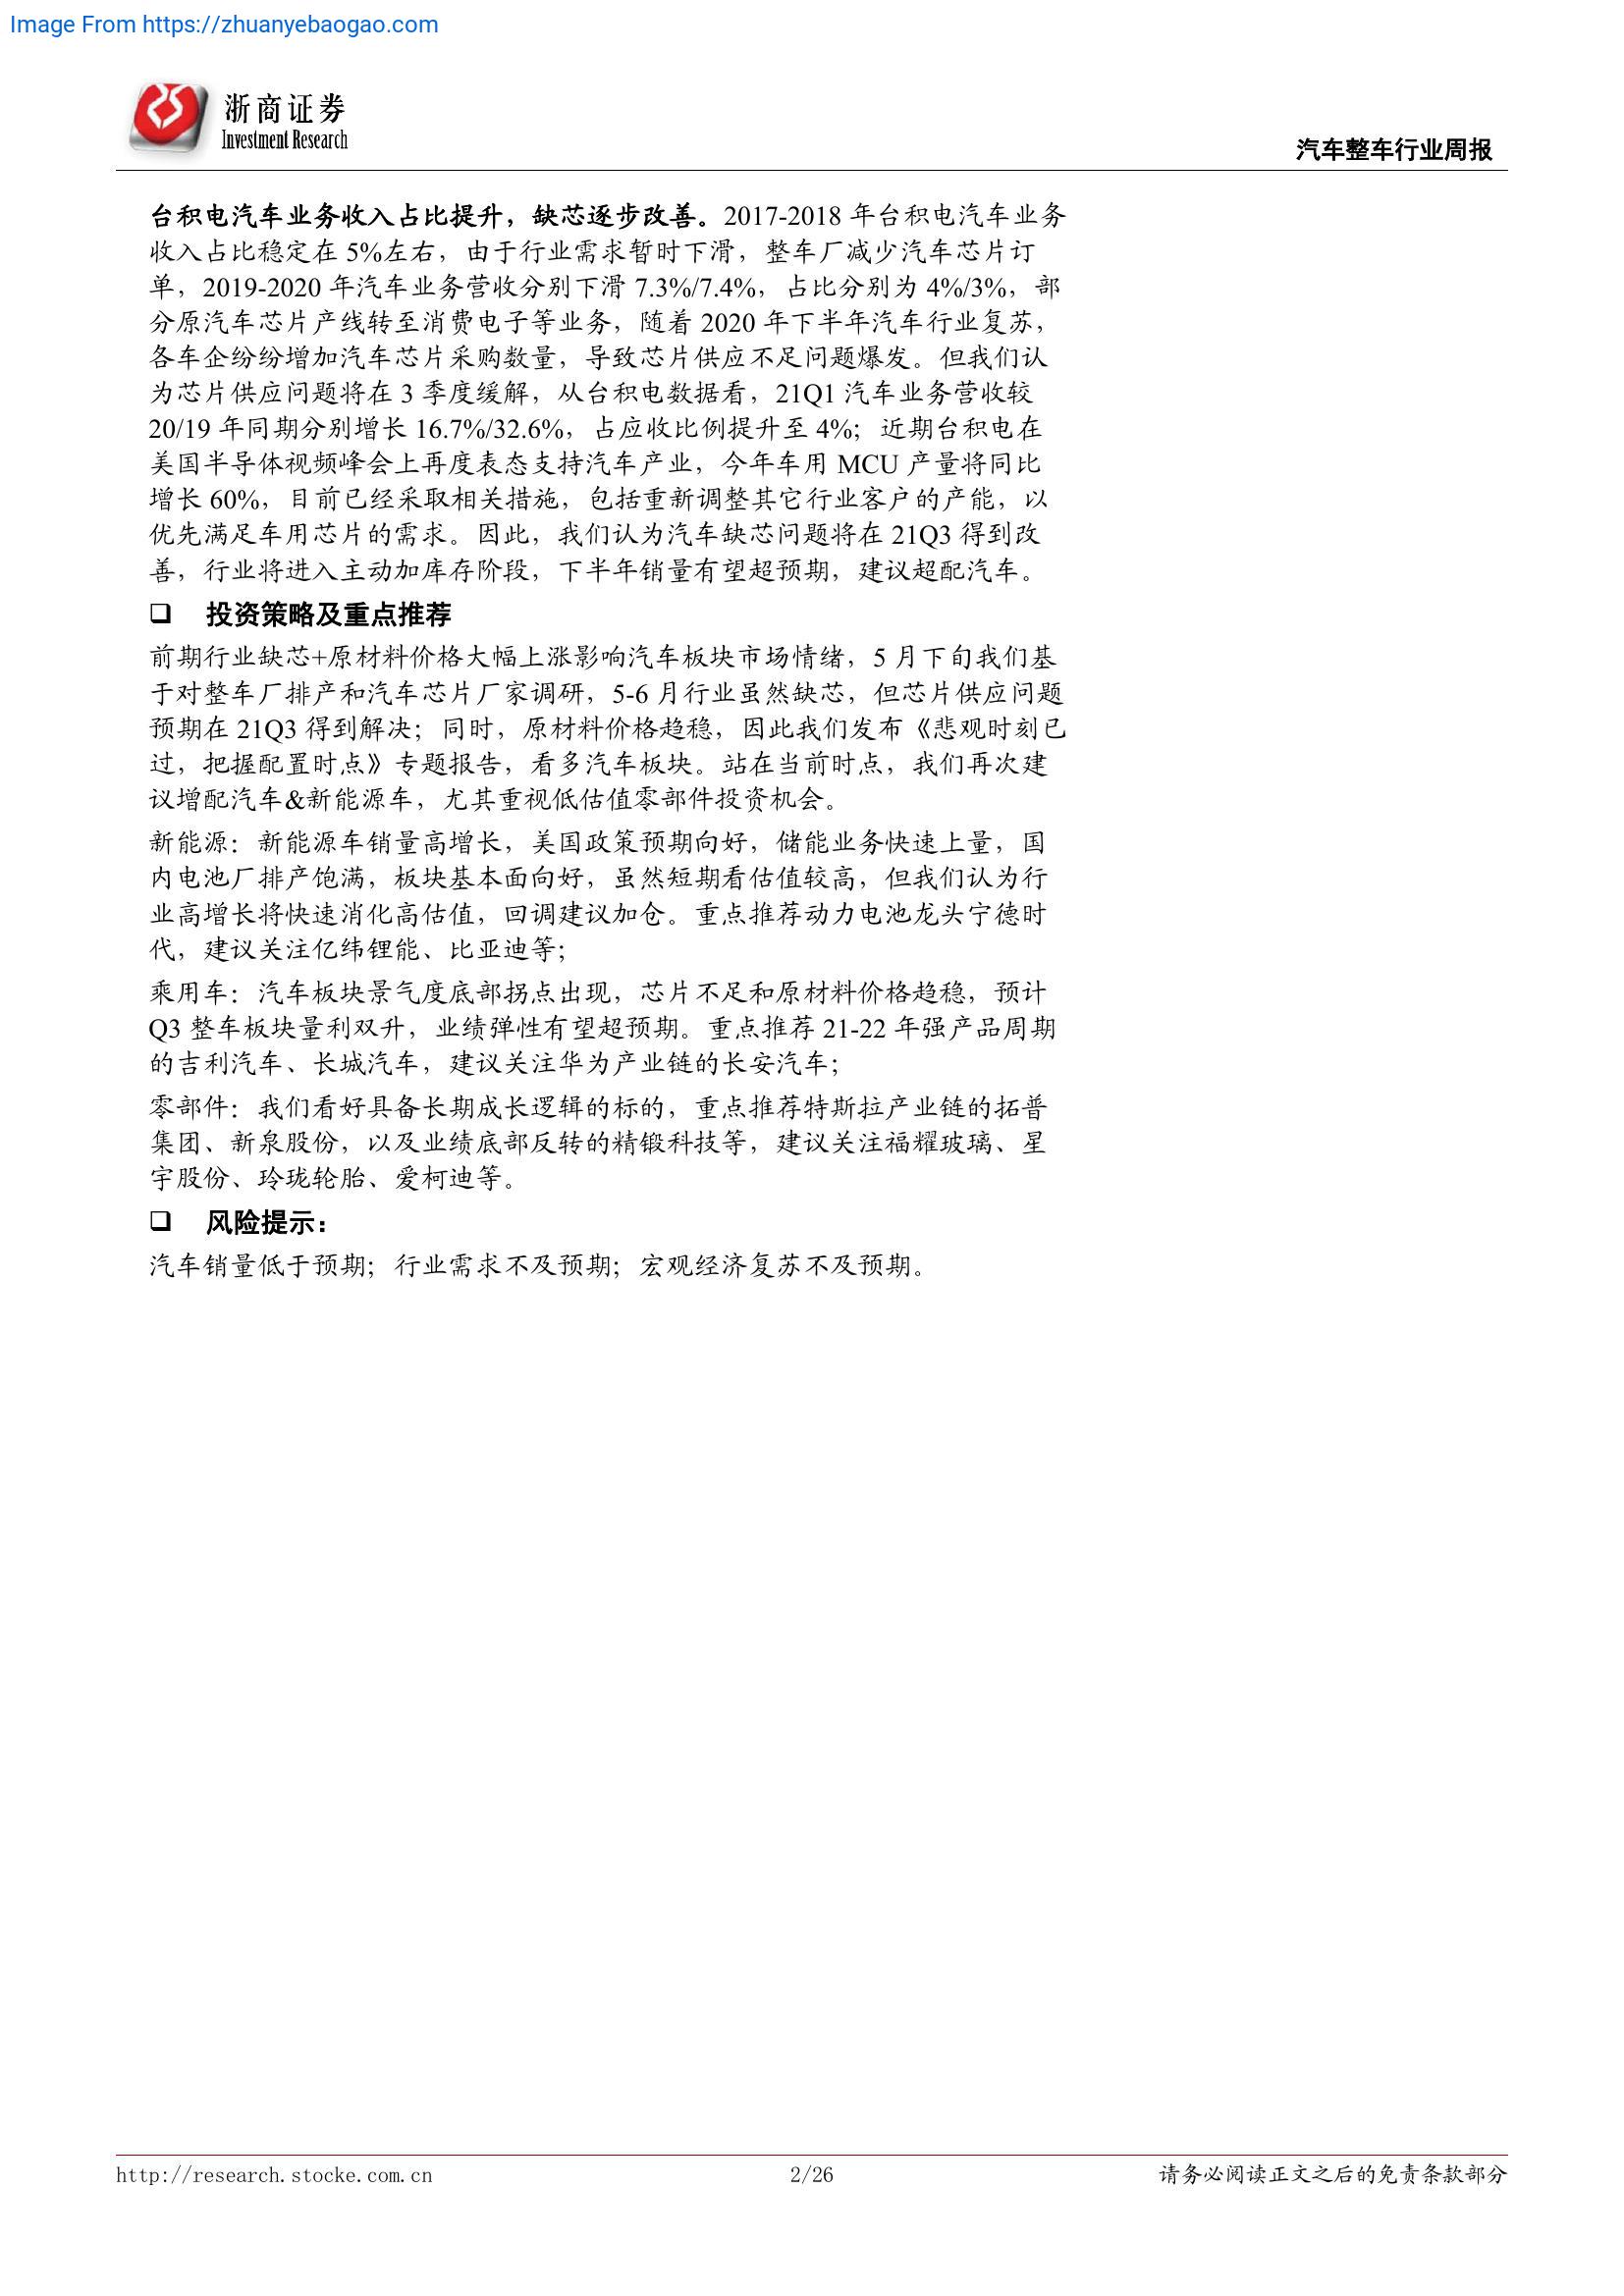 Image From https://zhuanyebaogao.com
浙商证券
Investment Research
汽车整车行业周报
台积电汽车业务收入占比提升，缺芯逐步改善。2017-2018 年台积电汽车业务
收入占比稳定在 5%左右，由于行业需求暂时下滑，整车厂减少汽车芯片订
单，2019-2020 年汽车业务营收分别下滑 7.3%/7.4%，占比分别为 4%/3%，部
分原汽车芯片产线转至消费电子等业务，随着 2020 年下半年汽车行业复苏，
各车企纷纷增加汽车芯片采购数量，导致芯片供应不足问题爆发。但我们认
为芯片供应问题将在 3 季度缓解，从台积电数据看，21Q1 汽车业务营收较
20/19 年同期分别增长 16.7%/32.6%，占应收比例提升至 4%；近期台积电在
美国半导体视频峰会上再度表态支持汽车产业，今年车用 MCU 产量将同比
增长 60%，目前已经采取相关措施，包括重新调整其它行业客户的产能，以
优先满足车用芯片的需求。因此，我们认为汽车缺芯问题将在 21Q3 得到改
善，行业将进入主动加库存阶段，下半年销量有望超预期，建议超配汽车。
❑ 投资策略及重点推荐
前期行业缺芯+原材料价格大幅上涨影响汽车板块市场情绪，5 月下旬我们基
于对整车厂排产和汽车芯片厂家调研，5-6 月行业虽然缺芯，但芯片供应问题
预期在 21Q3 得到解决；同时，原材料价格趋稳，因此我们发布《悲观时刻已
过，把握配置时点》专题报告，看多汽车板块。站在当前时点，我们再次建
议增配汽车&新能源车，尤其重视低估值零部件投资机会。
新能源：新能源车销量高增长，美国政策预期向好，储能业务快速上量，国
内电池厂排产饱满，板块基本面向好，虽然短期看估值较高，但我们认为行
业高增长将快速消化高估值，回调建议加仓。重点推荐动力电池龙头宁德时
代，建议关注亿纬锂能、比亚迪等；
乘用车：汽车板块景气度底部拐点出现，芯片不足和原材料价格趋稳，预计
Q3 整车板块量利双升，业绩弹性有望超预期。重点推荐 21-22 年强产品周期
的吉利汽车、长城汽车，建议关注华为产业链的长安汽车；
零部件：我们看好具备长期成长逻辑的标的，重点推荐特斯拉产业链的拓普
集团、新泉股份，以及业绩底部反转的精锻科技等，建议关注福耀玻璃、星
宇股份、玲珑轮胎、爱柯迪等。
❑ 风险提示：
汽车销量低于预期；行业需求不及预期；宏观经济复苏不及预期。
http://research.stocke.com.cn
2/26
请务必阅读正文之后的免责条款部分